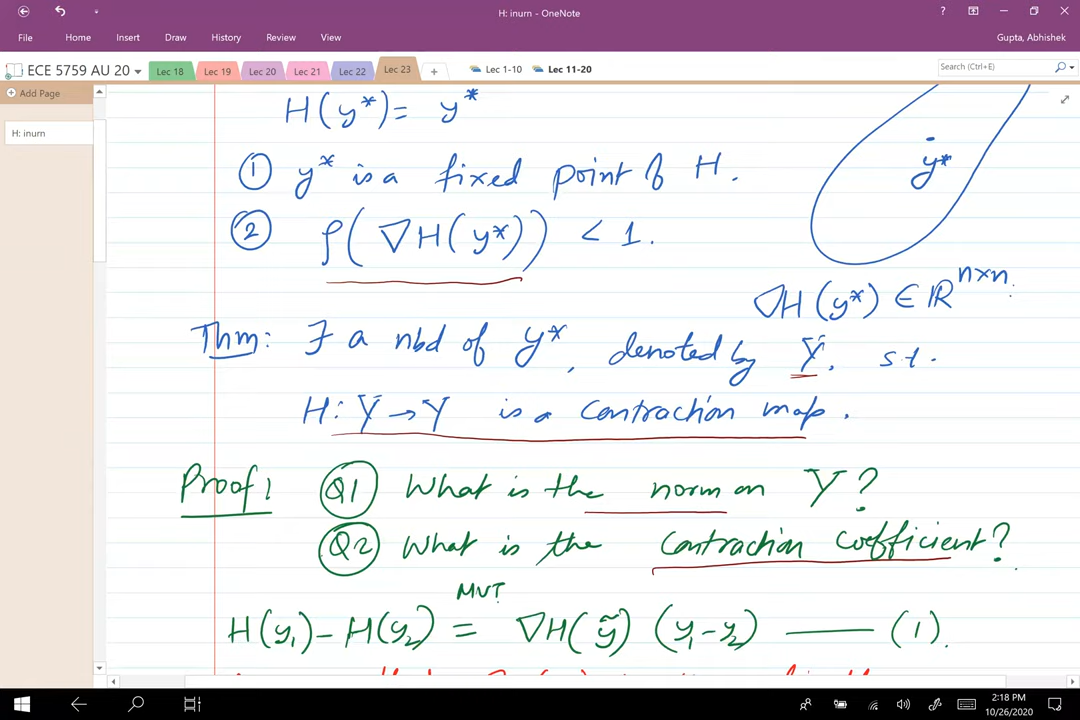 H: inurn - OneNote
?
File
Home
Insert
Draw
History
Review
View
Gupta, Abhishek
ECE 5759 AU 20
Lec 18
Lec 19
Lec 20
Lec 21
Lec 22
Lec 23
+
Lec 1-10
Lec 11-20
Search (Ctrl+E)
Add Page
H: inurn
H(y*) = y*
① y* is a fixed point of H.
② ρ(∇H(y*)) < 1.
y*
∇H(y*) ∈ ℝ^{n×n}.
Thm: ∃ a nbd of y*, denoted by Y, s.t.
H: Y → Y is a contraction map.
Proof: Q1 What is the norm on Y?
Q2 What is the contraction coefficient?
MVT
H(y₁) - H(y₂) = ∇H(ỹ) (y₁-y₂) —— (1).
2:18 PM
10/26/2020